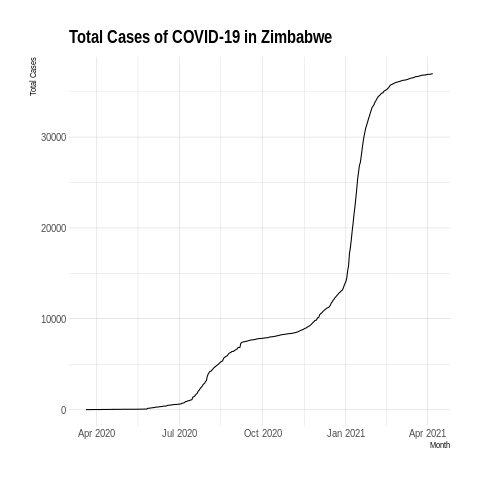 Total Cases of COVID-19 in Zimbabwe
Total Cases
30000
20000
10000
0
Apr 2020 Jul 2020 Oct 2020 Jan 2021 Apr 2021
Month